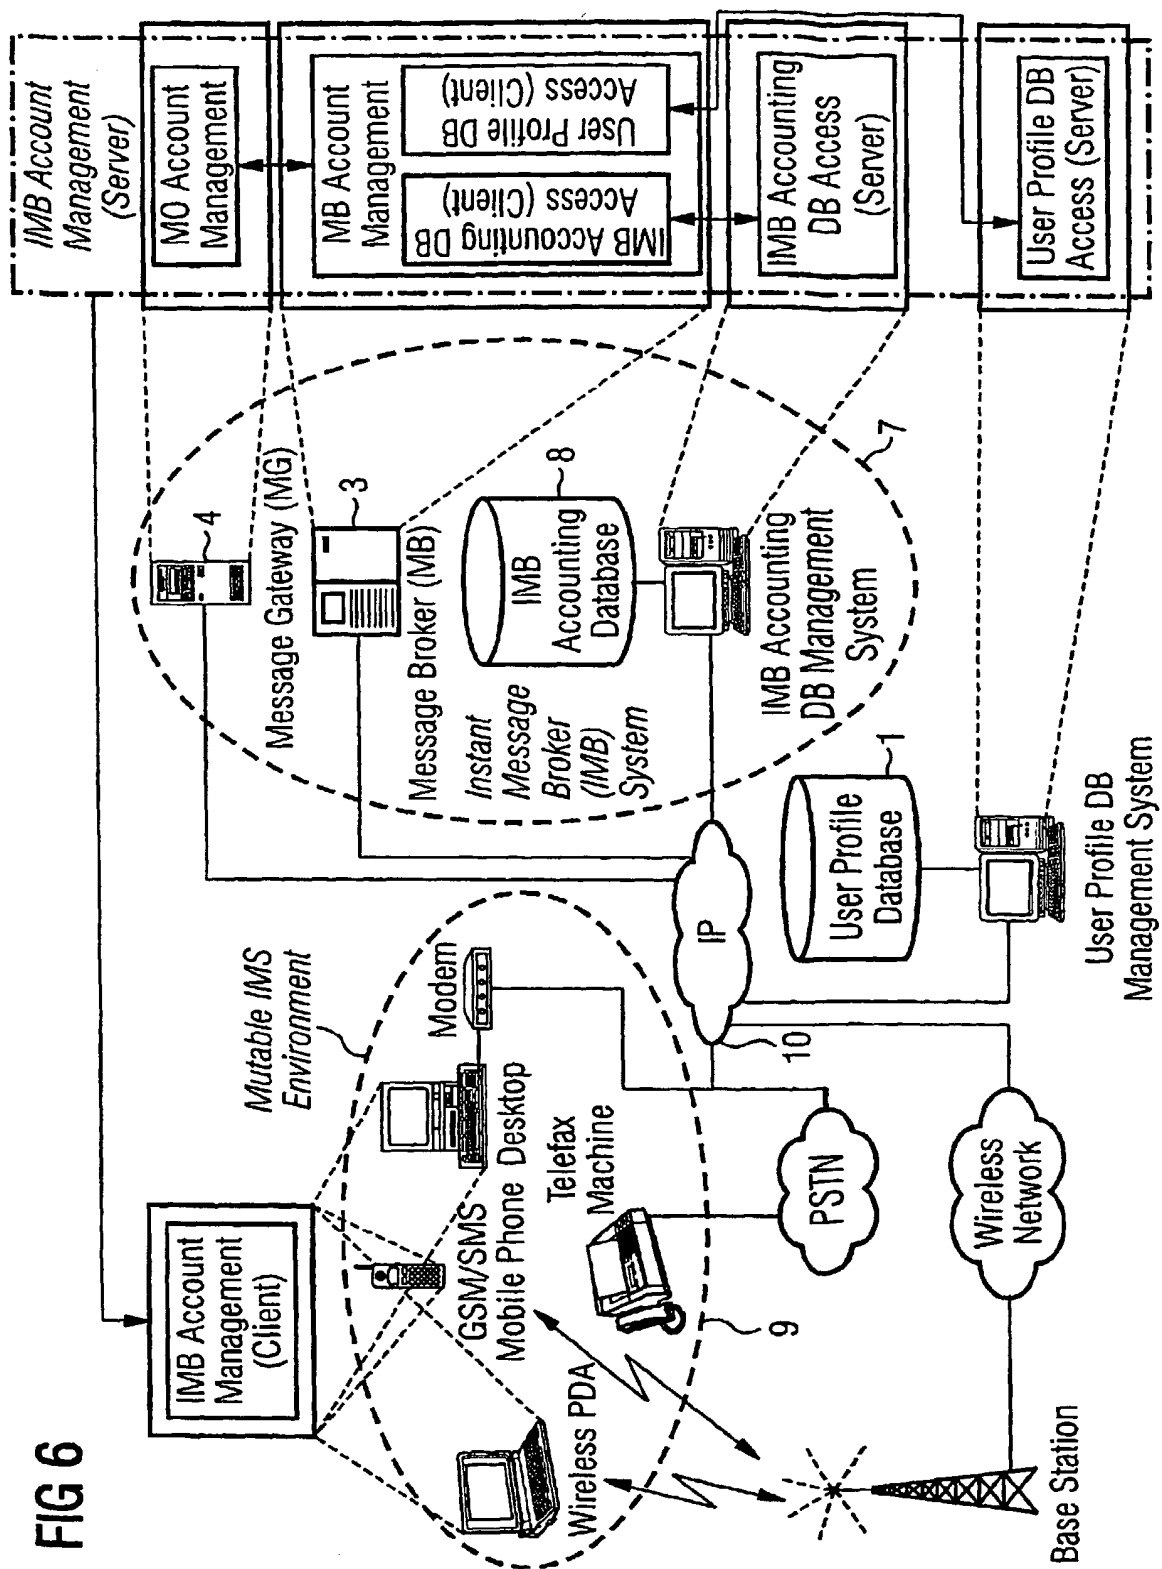 FIG 6
IMB Account
Management
(Client)
Mutable IMS
Environment
Wireless PDA
GSM/SMS
Mobile Phone
Desktop
Modem
Telefax
Machine
9
Base Station
PSTN
Wireless
Network
IP
10
User Profile
Database
1
User Profile DB
Management System
4
Message Gateway (MG)
3
Message Broker (MB)
Instant
Message
Broker
(IMB)
System
IMB
Accounting
Database
8
IMB Accounting
DB Management
System
7
IMB Account
Management
(Server)
MO Account
Management
MB Account
Management
IMB Accounting DB
Access (Client)
User Profile DB
Access (Client)
IMB Accounting
DB Access
(Server)
User Profile DB
Access (Server)